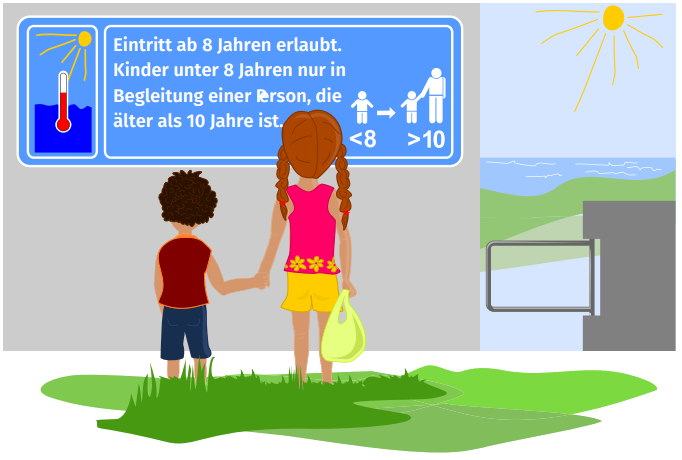 Eintritt ab 8 Jahren erlaubt.
Kinder unter 8 Jahren nur in
Begleitung einer Person, die
älter als 10 Jahre ist.
<8 >10